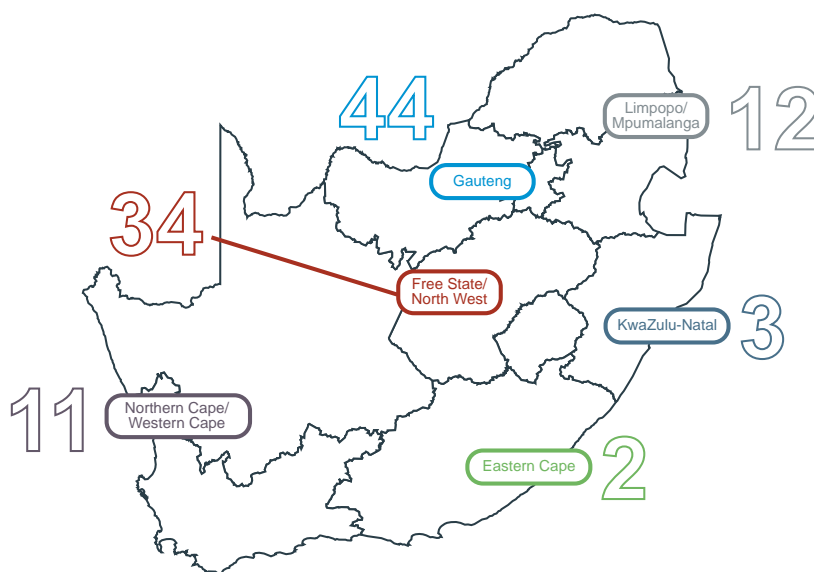 44
Limpopo/
Mpumalanga
12
Gauteng
34
Free State/
North West
KwaZulu-Natal
3
11
Northern Cape/
Western Cape
Eastern Cape
2